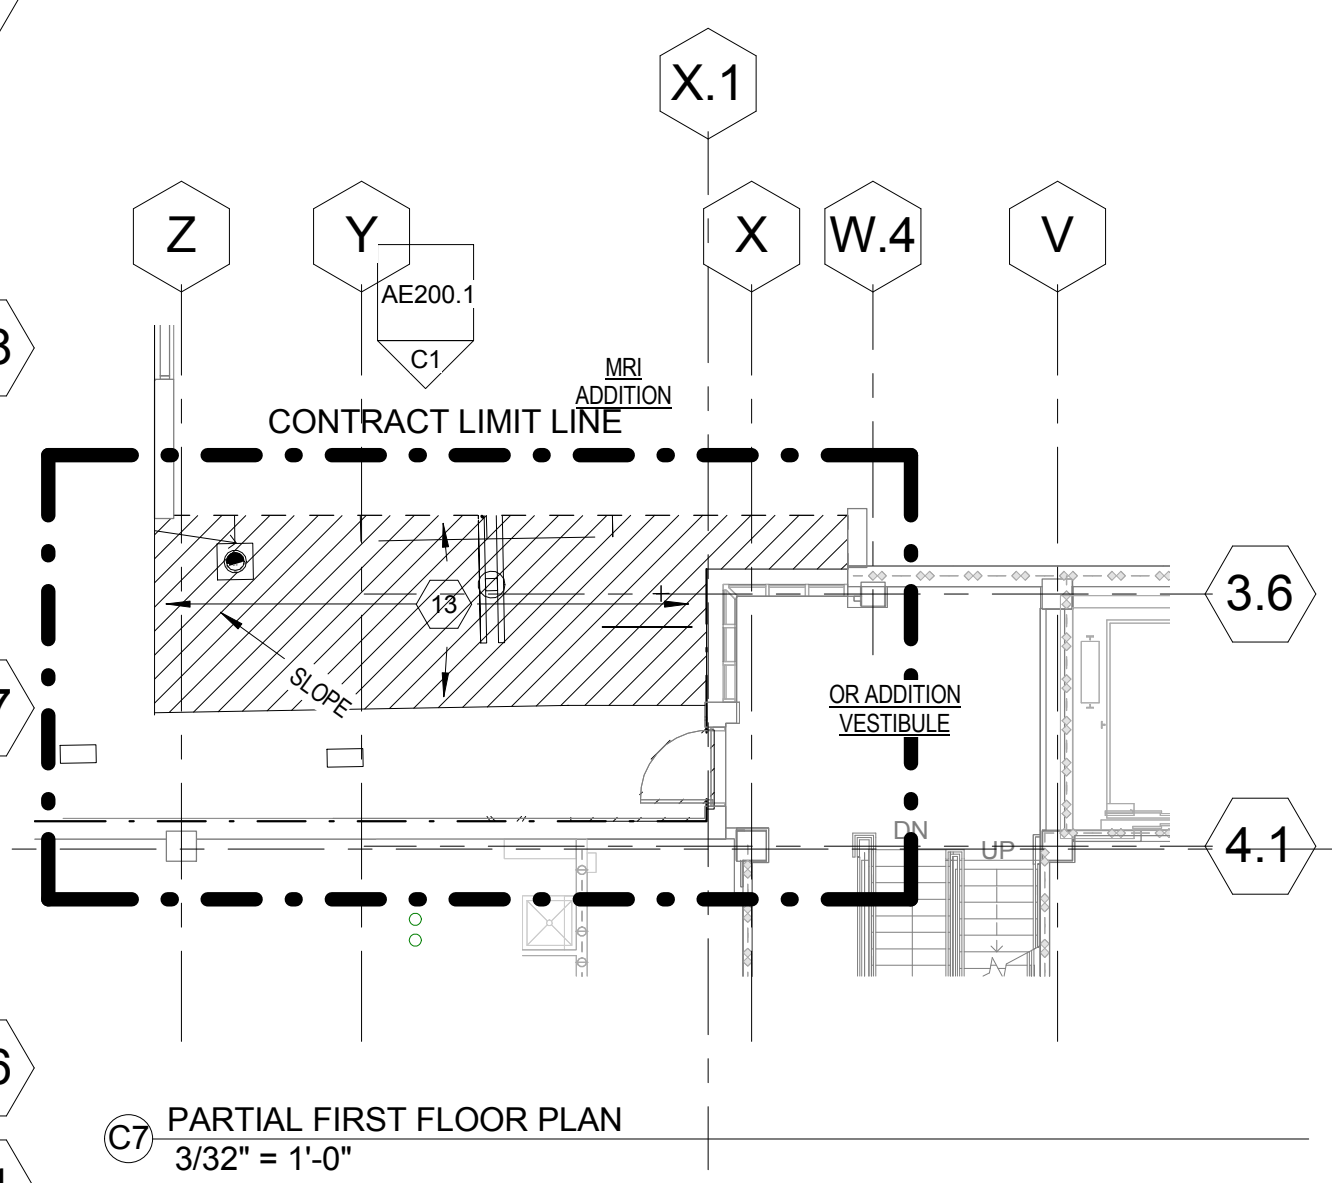 X.1
Z
Y
X
W.4
V
AE200.1
C1
MRI
ADDITION
CONTRACT LIMIT LINE
3.6
13
SLOPE
OR ADDITION
VESTIBULE
DN
UP
4.1
C7
PARTIAL FIRST FLOOR PLAN
3/32" = 1'-0"